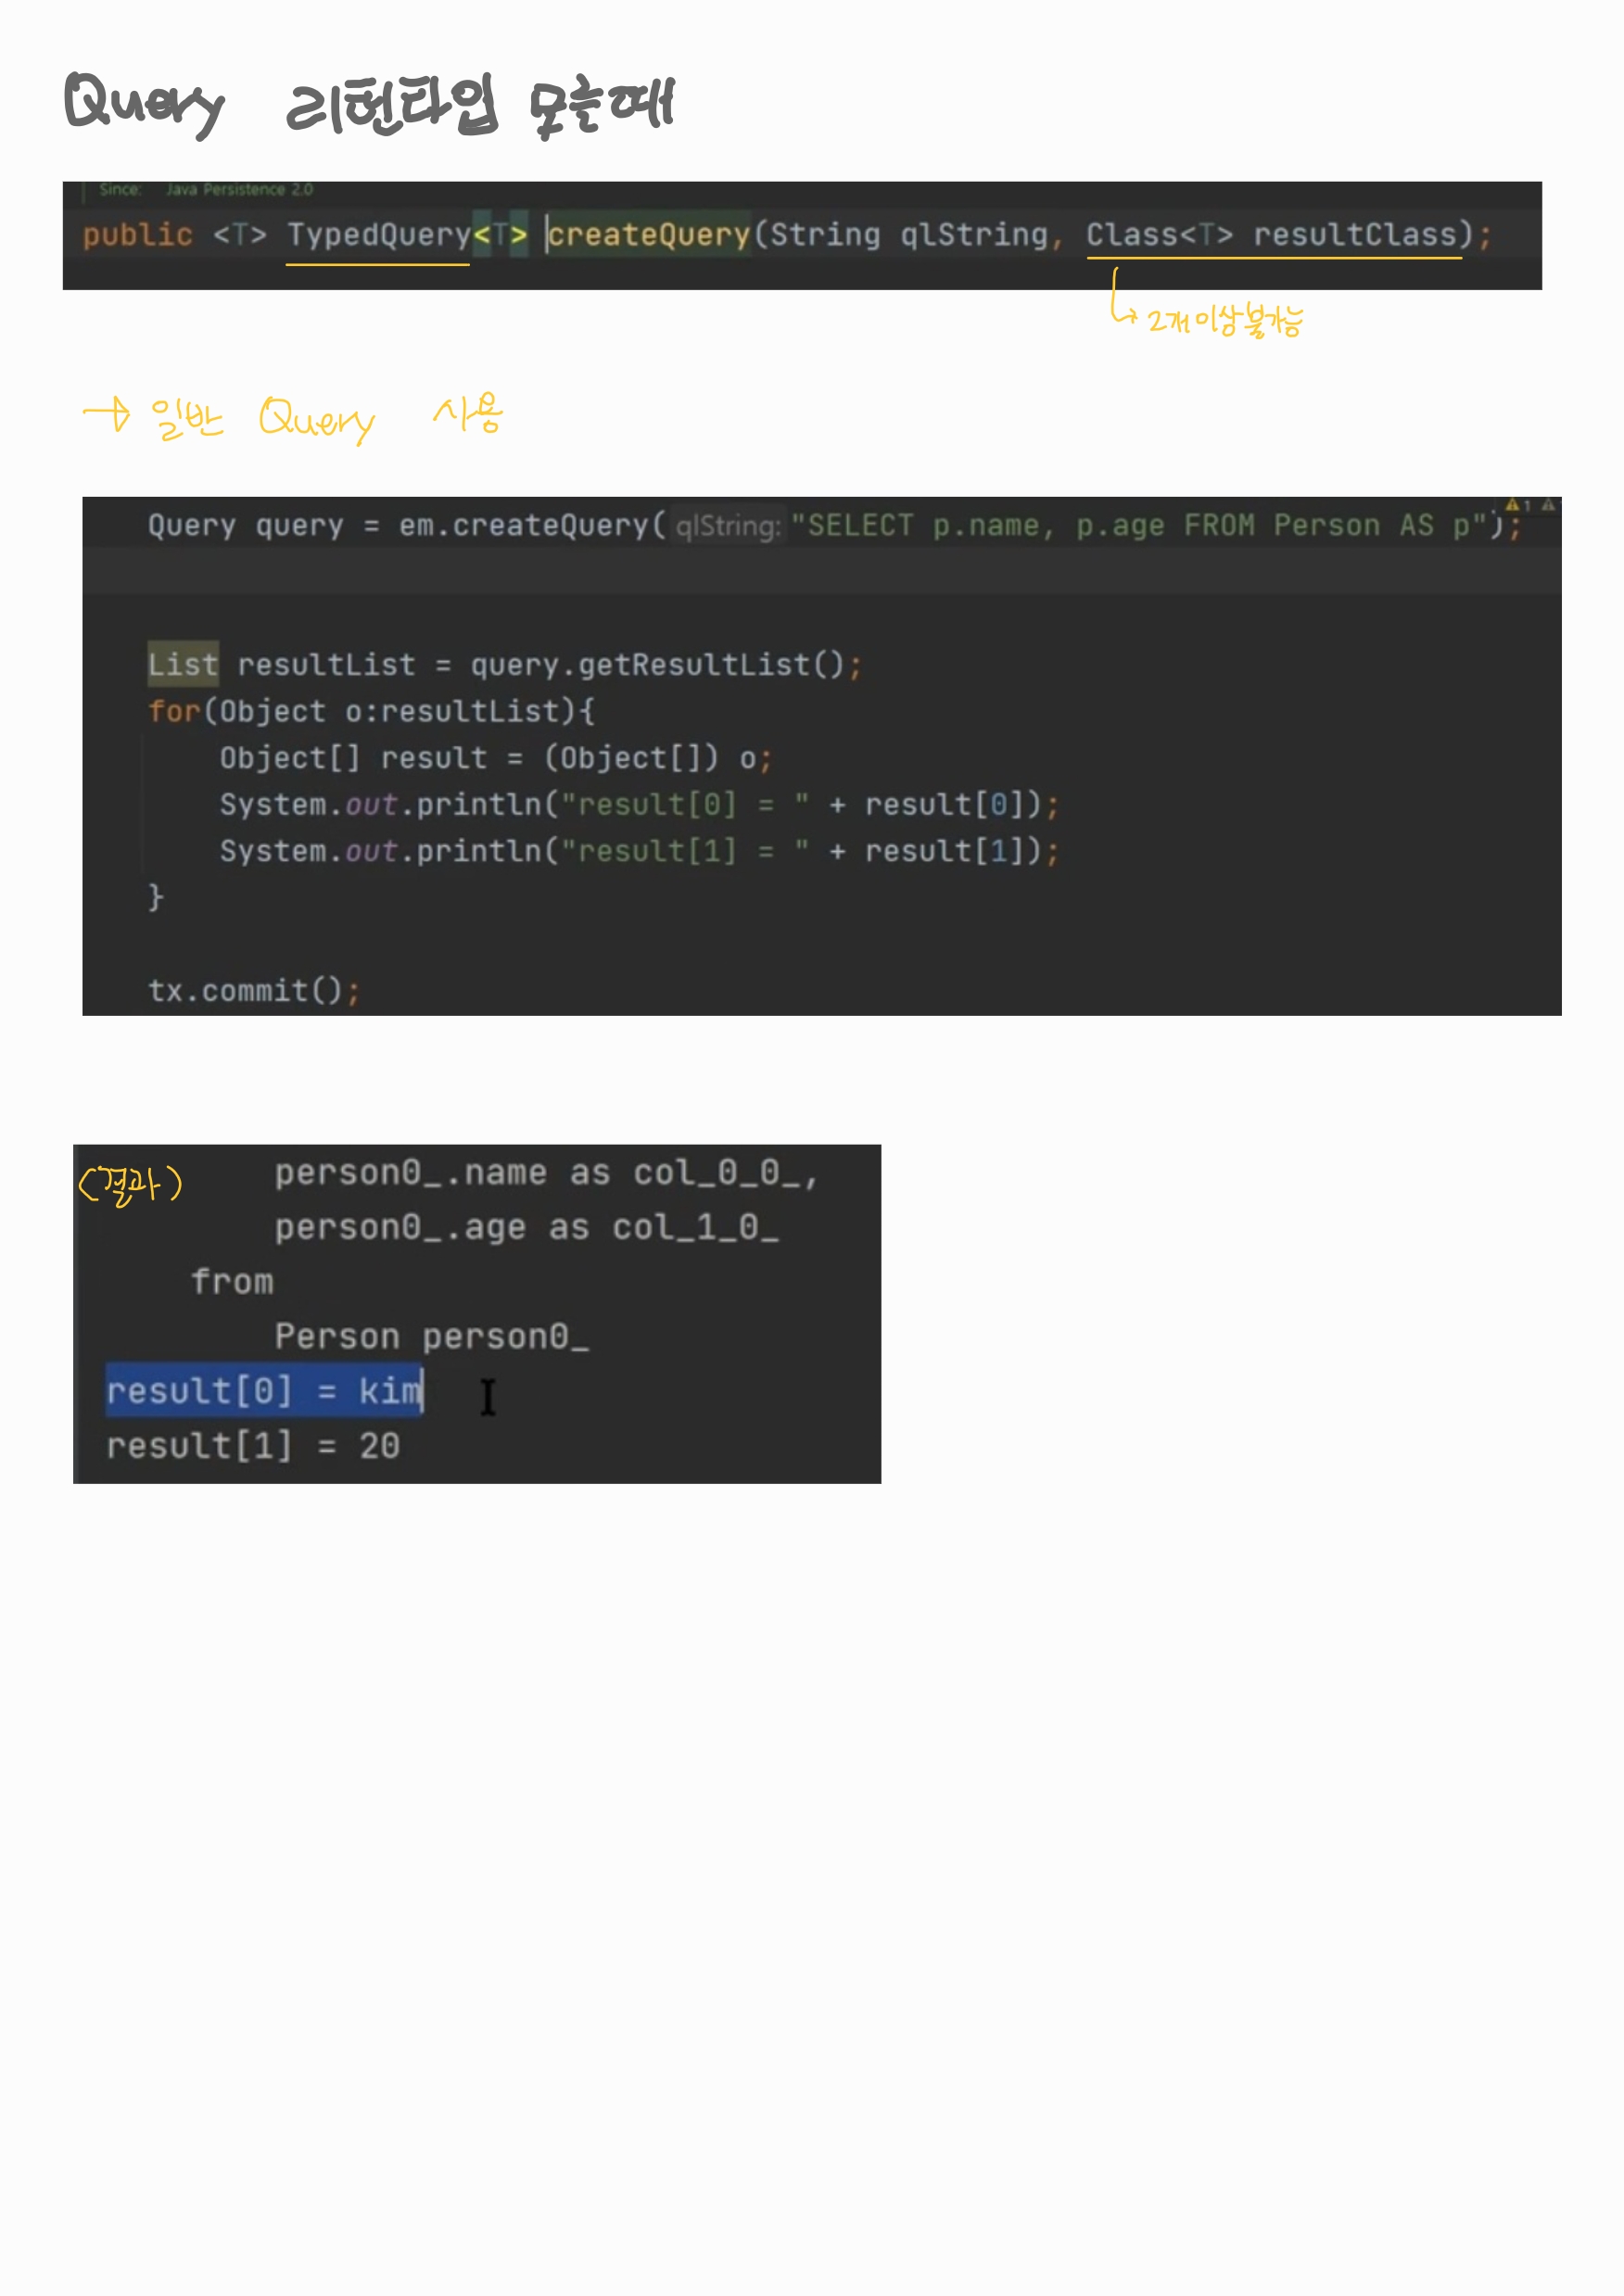 Query 리턴타입 모를때
Since: Java Persistence 2.0
public <T> TypedQuery<T> createQuery(String qlString, Class<T> resultClass);
↳ 2개이상불가능
→ 일반 Query 사용
Query query = em.createQuery( qlString: "SELECT p.name, p.age FROM Person AS p");
1
List resultList = query.getResultList();
for(Object o:resultList){
Object[] result = (Object[]) o;
System.out.println("result[0] = " + result[0]);
System.out.println("result[1] = " + result[1]);
}
tx.commit();
(결과)
person0_.name as col_0_0_,
person0_.age as col_1_0_
from
Person person0_
result[0] = kim
result[1] = 20